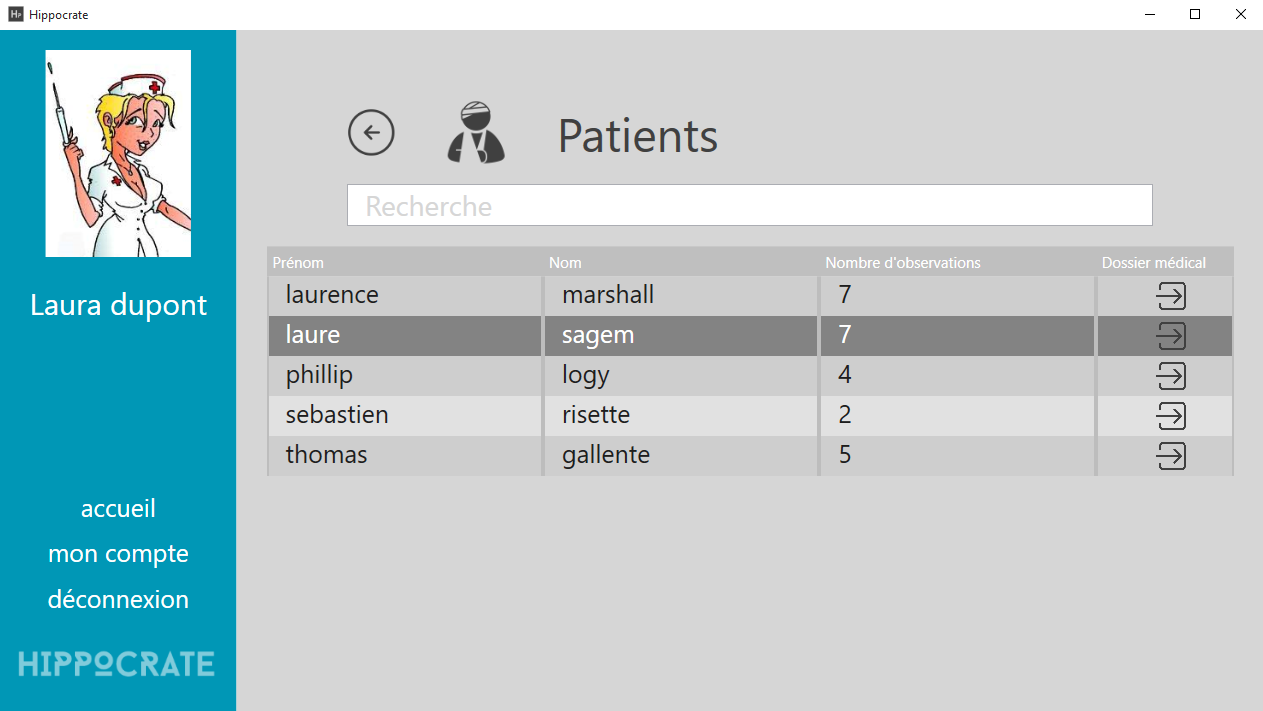 Hippocrate
Laura dupont
accueil
mon compte
déconnexion
HIPPOCRATE
Patients
Recherche
Prénom Nom Nombre d'observations Dossier médical
laurence marshall 7
laure sagem 7
phillip logy 4
sebastien risette 2
thomas gallente 5